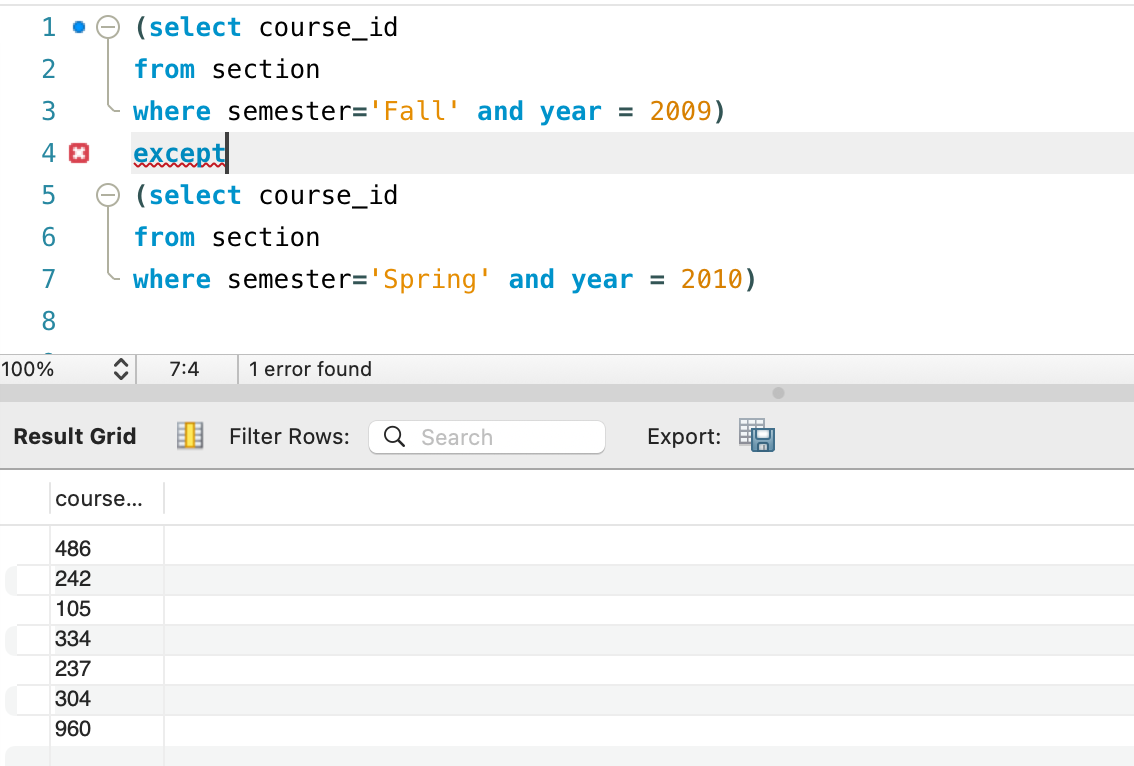 1 (select course_id
2 from section
3 where semester='Fall' and year = 2009)
4 except
5 (select course_id
6 from section
7 where semester='Spring' and year = 2010)
8
100% 7:4 1 error found
Result Grid Filter Rows: Search Export:
course...
486
242
105
334
237
304
960